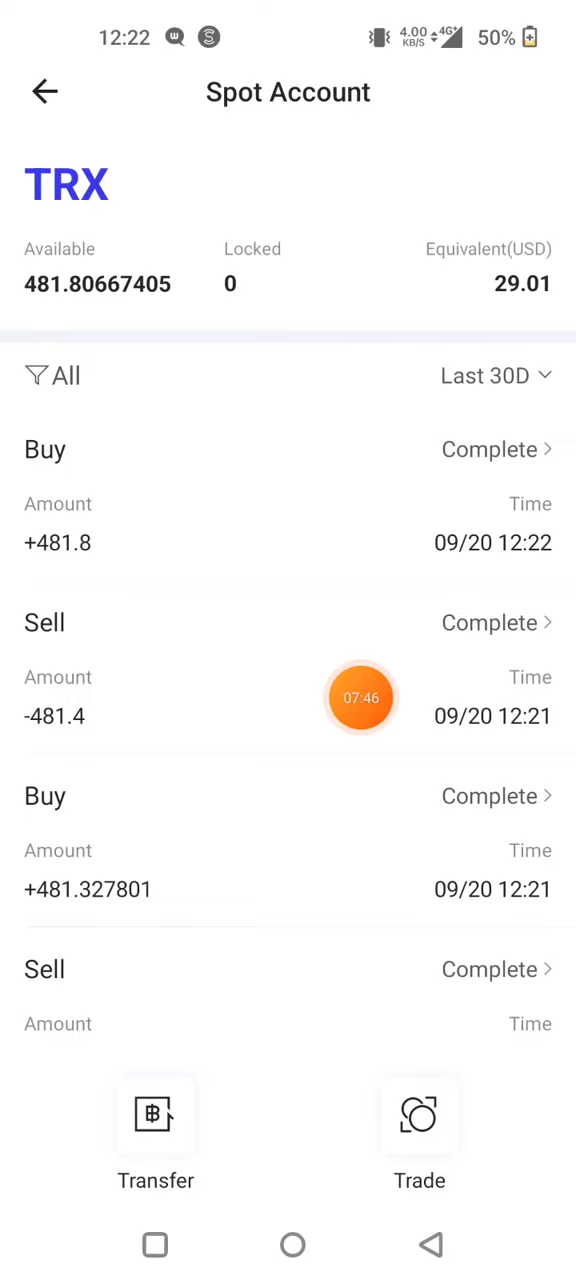 12:22 4.00 KB/S 4G+ 50%
Spot Account
TRX
Available Locked Equivalent(USD)
481.80667405 0 29.01
All Last 30D
Buy Complete
Amount Time
+481.8 09/20 12:22
Sell Complete
Amount Time
-481.4 09/20 12:21
07:46
Buy Complete
Amount Time
+481.327801 09/20 12:21
Sell Complete
Amount Time
Transfer Trade